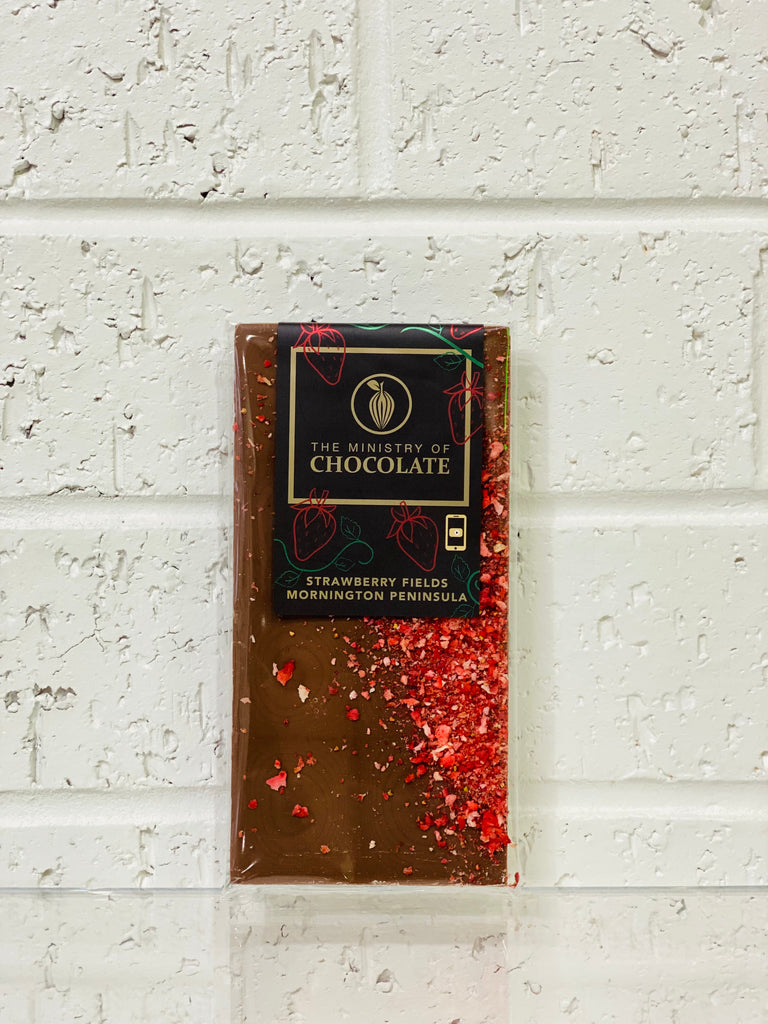 THE MINISTRY OF
CHOCOLATE
STRAWBERRY FIELDS
MORNINGTON PENINSULA